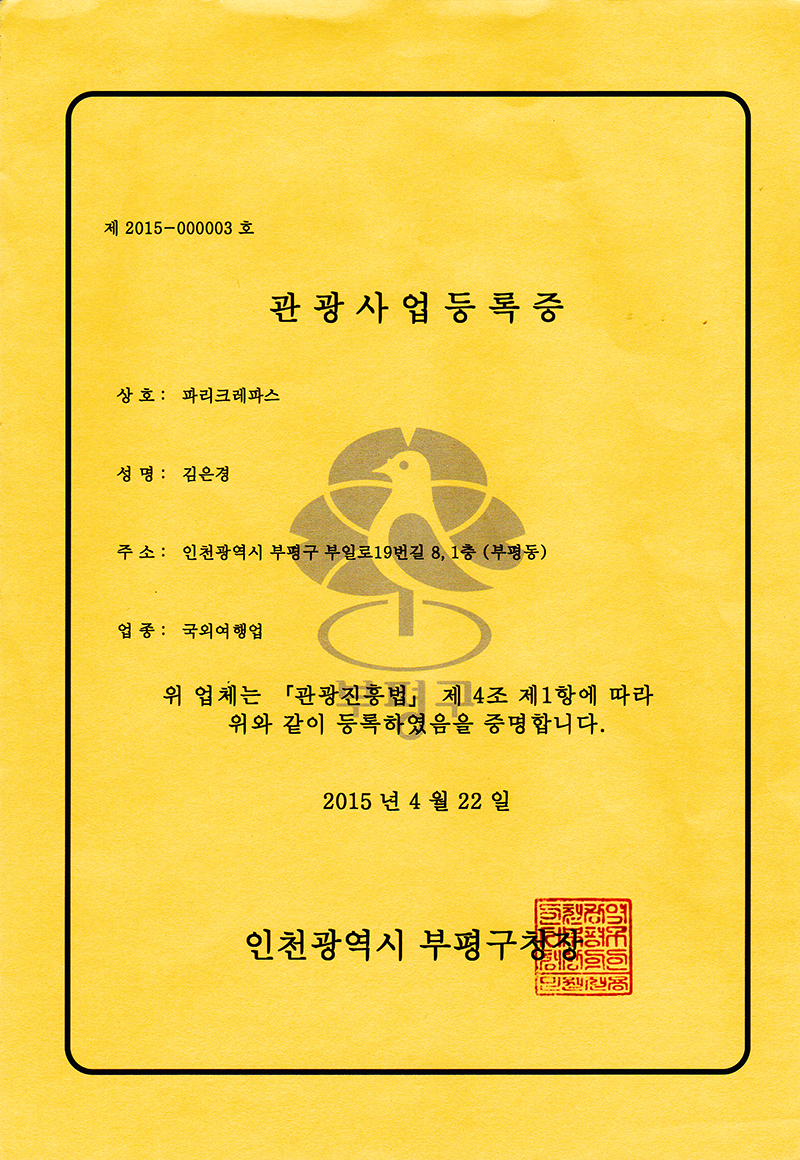 제 2015-000003 호
관광사업등록증
상 호 : 파리크레파스
성 명 : 김은경
주 소 : 인천광역시 부평구 부일로19번길 8, 1층 (부평동)
업 종 : 국외여행업
부평구
위 업체는 「관광진흥법」 제 4조 제1항에 따라
위와 같이 등록하였음을 증명합니다.
2015 년 4 월 22 일
인천광역시 부평구청장